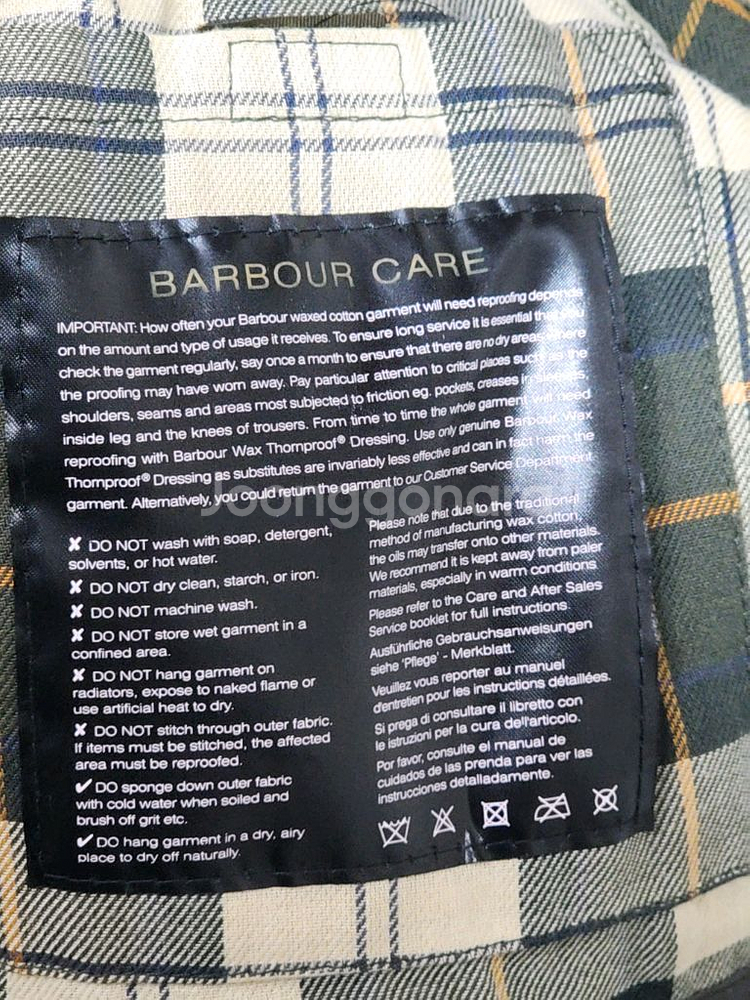 BARBOUR CARE
IMPORTANT: How often your Barbour waxed cotton garment will need reproofing depends
on the amount and type of usage it receives. To ensure long service it is essential that you
check the garment regularly, say once a month to ensure that there are no dry areas where
the proofing may have worn away. Pay particular attention to critical places such as the
shoulders, seams and areas most subjected to friction eg. pockets, creases in sleeves,
inside leg and the knees of trousers. From time to time the whole garment will need
reproofing with Barbour Wax Thornproof® Dressing. Use only genuine Barbour Wax
Thornproof® Dressing as substitutes are invariably less effective and can in fact harm the
garment. Alternatively, you could return the garment to our Customer Service Department
✘ DO NOT wash with soap, detergent,
solvents, or hot water.
✘ DO NOT dry clean, starch, or iron.
✘ DO NOT machine wash.
✘ DO NOT store wet garment in a
confined area.
✘ DO NOT hang garment on
radiators, expose to naked flame or
use artificial heat to dry.
✘ DO NOT stitch through outer fabric.
If items must be stitched, the affected
area must be reproofed.
✔ DO sponge down outer fabric
with cold water when soiled and
brush off grit etc.
✔ DO hang garment in a dry, airy
place to dry off naturally.
Please note that due to the traditional
method of manufacturing wax cotton,
the oils may transfer onto other materials.
We recommend it is kept away from paler
materials, especially in warm conditions
Please refer to the Care and After Sales
Service booklet for full instructions
Ausführliche Gebrauchsanweisungen
siehe 'Pflege' - Merkblatt.
Veuillez vous reporter au manuel
d'entretien pour les instructions détaillées.
Si prega di consultare il libretto con
le istruzioni per la cura dell'articolo.
Por favor, consulte el manual de
cuidados de las prenda para ver las
instrucciones detalladamente.